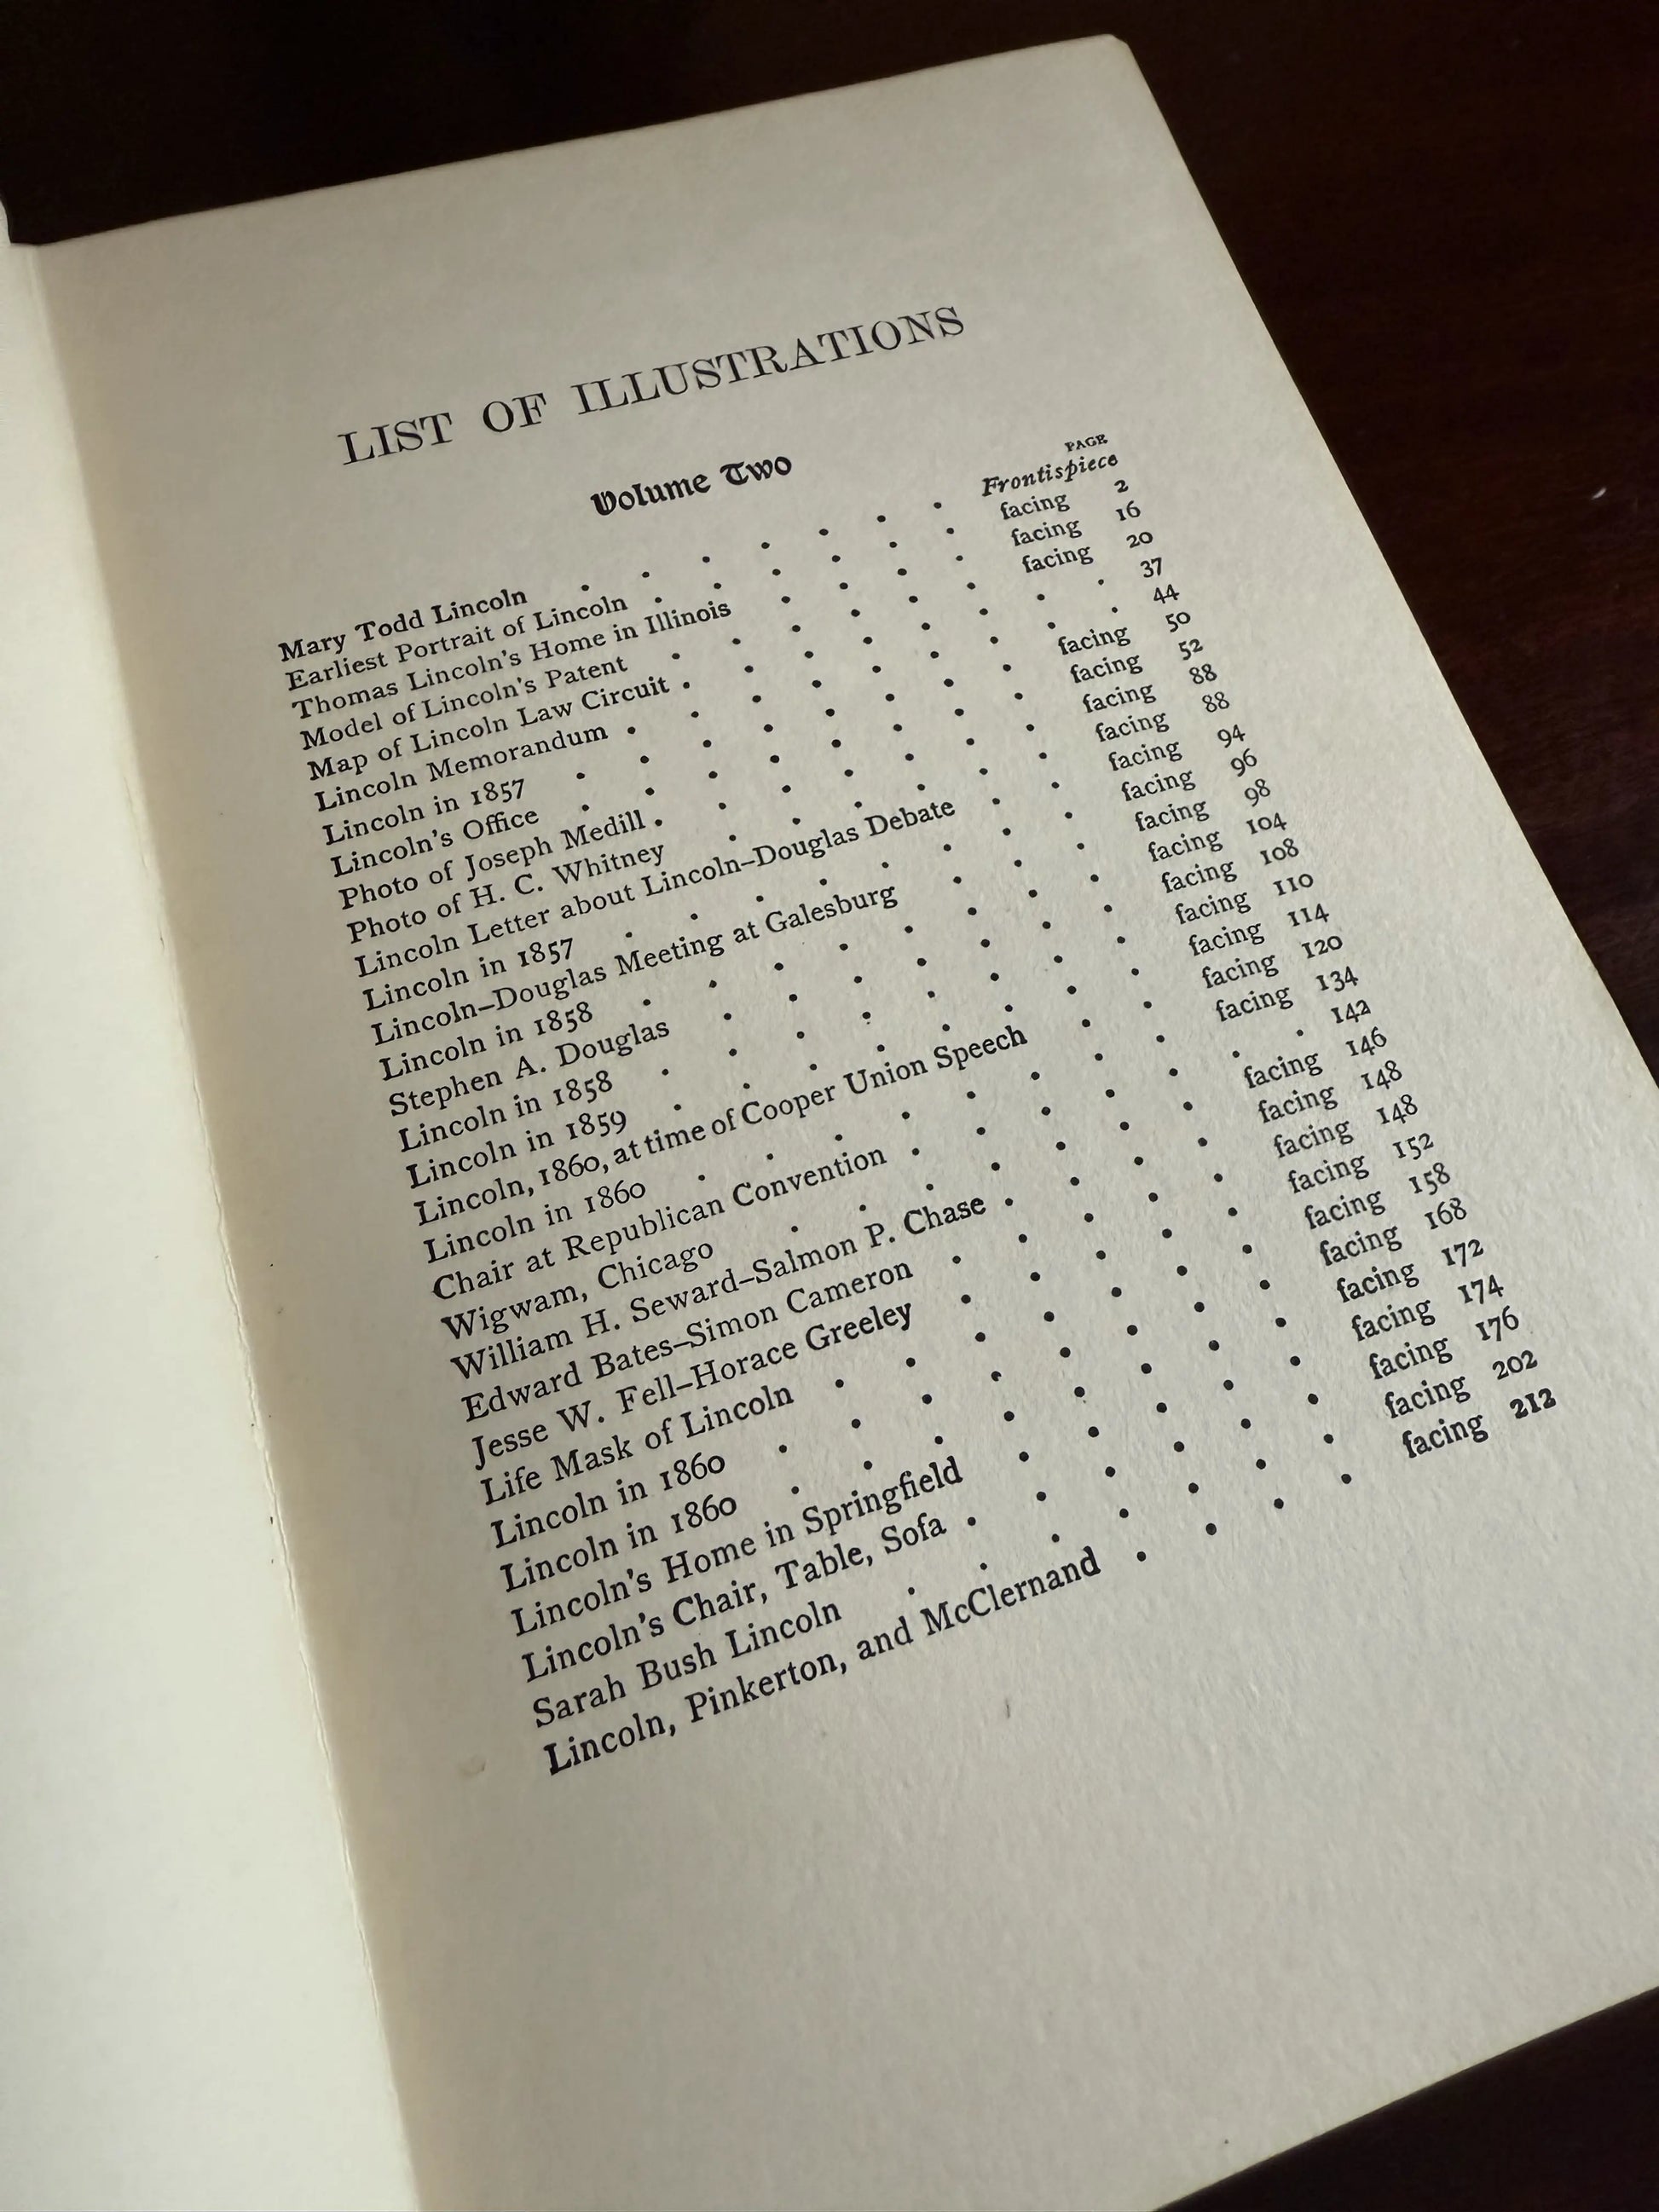 LIST OF ILLUSTRATIONS
Volume Two
PAGE
Mary Todd Lincoln . . . . . . . Frontispiece
Earliest Portrait of Lincoln . . . . . . facing 2
Thomas Lincoln's Home in Illinois . . . . facing 16
Model of Lincoln's Patent . . . . . . facing 20
Map of Lincoln Law Circuit . . . . . . . . 37
Lincoln Memorandum . . . . . . . . 44
Lincoln in 1857 . . . . . . . . facing 50
Lincoln's Office . . . . . . . . facing 52
Photo of Joseph Medill . . . . . . . facing 88
Photo of H. C. Whitney . . . . . . facing 88
Lincoln Letter about Lincoln–Douglas Debate . . facing 94
Lincoln in 1857 . . . . . . . . facing 96
Lincoln–Douglas Meeting at Galesburg . . . facing 98
Lincoln in 1858 . . . . . . . . facing 104
Stephen A. Douglas . . . . . . . facing 108
Lincoln in 1858 . . . . . . . . facing 110
Lincoln in 1859 . . . . . . . . facing 114
Lincoln, 1860, at time of Cooper Union Speech . . facing 120
Lincoln in 1860 . . . . . . . . facing 134
Chair at Republican Convention . . . . . . 142
Wigwam, Chicago . . . . . . . facing 146
William H. Seward–Salmon P. Chase . . . . facing 148
Edward Bates–Simon Cameron . . . . . facing 148
Jesse W. Fell–Horace Greeley . . . . . facing 152
Life Mask of Lincoln . . . . . . . facing 158
Lincoln in 1860 . . . . . . . . facing 168
Lincoln in 1860 . . . . . . . . facing 172
Lincoln's Home in Springfield . . . . . facing 174
Lincoln's Chair, Table, Sofa . . . . . . facing 176
Sarah Bush Lincoln . . . . . . . facing 202
Lincoln, Pinkerton, and McClernand . . . . facing 212